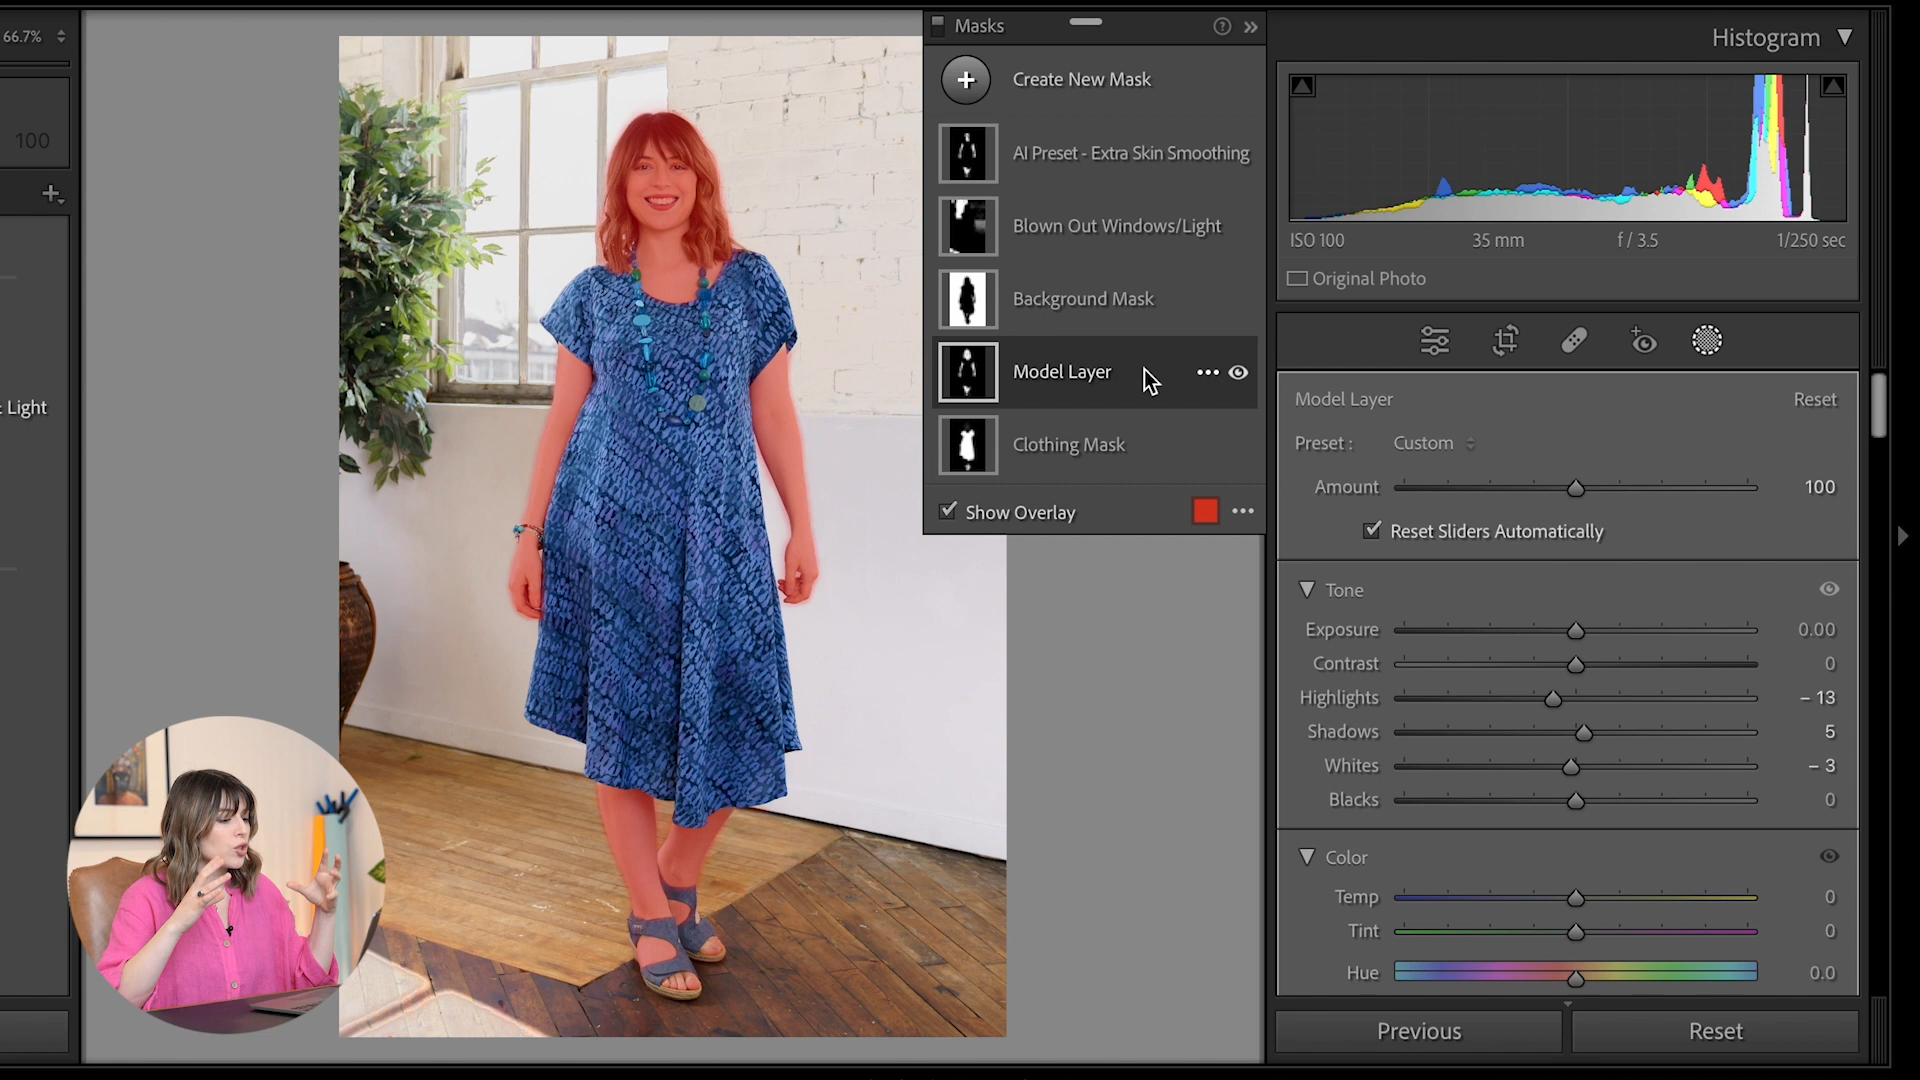 66.7%
100
Light
Masks
Create New Mask
AI Preset - Extra Skin Smoothing
Blown Out Windows/Light
Background Mask
Model Layer
Clothing Mask
Show Overlay
Histogram
ISO 100 35 mm f / 3.5 1/250 sec
Original Photo
Model Layer Reset
Preset : Custom
Amount 100
Reset Sliders Automatically
Tone
Exposure 0.00
Contrast 0
Highlights – 13
Shadows 5
Whites – 3
Blacks 0
Color
Temp 0
Tint 0
Hue 0.0
Previous Reset